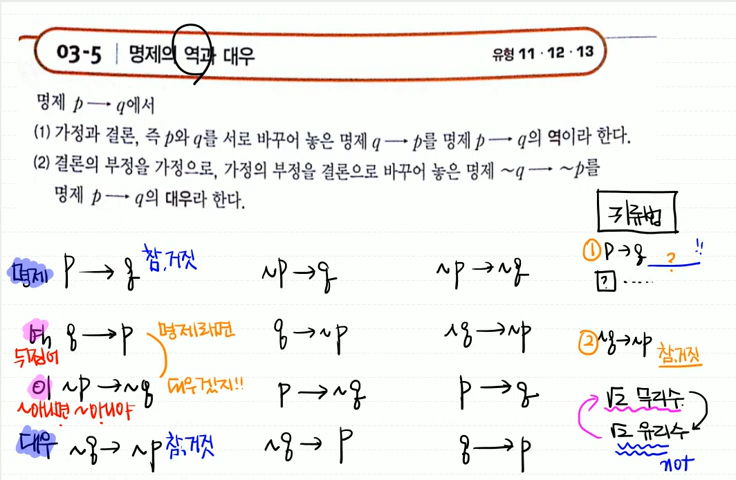 03-5 | 명제의 역과 대우
유형 11·12·13
명제 p → q에서
(1) 가정과 결론, 즉 p와 q를 서로 바꾸어 놓은 명제 q → p를 명제 p → q의 역이라 한다.
(2) 결론의 부정을 가정으로, 가정의 부정을 결론으로 바꾸어 놓은 명제 ~q → ~p를
명제 p → q의 대우라 한다.
명제 p → q 참, 거짓 ~p → q ~p → ~q
역 q → p 명제라면 q → ~p ~q → ~p
뒤집어
이 ~p → ~q 대우겠지!! p → ~q p → q
~아니면 ~아니야
대우 ~q → ~p 참, 거짓 ~q → p q → p
귀류법
① p → q ? !!
? ......
② ~q → ~p 참, 거짓
√2 무리수
√2 유리수
not